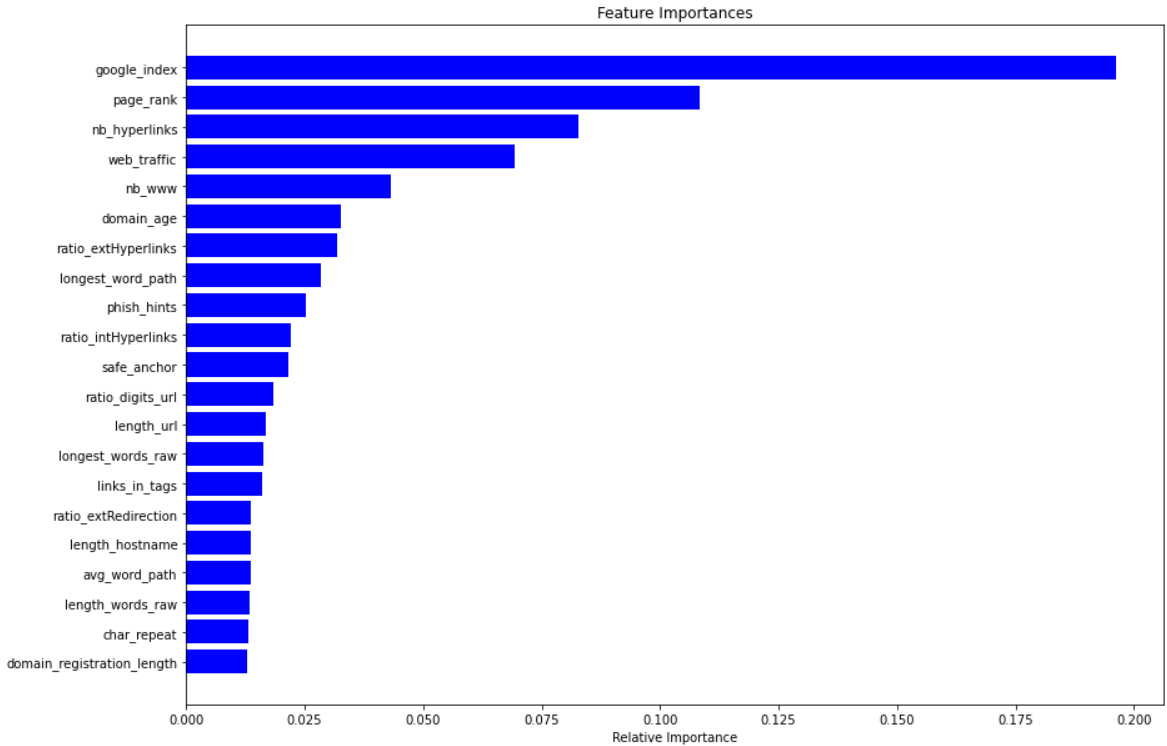 Feature Importances
google_index
page_rank
nb_hyperlinks
web_traffic
nb_www
domain_age
ratio_extHyperlinks
longest_word_path
phish_hints
ratio_intHyperlinks
safe_anchor
ratio_digits_url
length_url
longest_words_raw
links_in_tags
ratio_extRedirection
length_hostname
avg_word_path
length_words_raw
char_repeat
domain_registration_length
0.000 0.025 0.050 0.075 0.100 0.125 0.150 0.175 0.200
Relative Importance